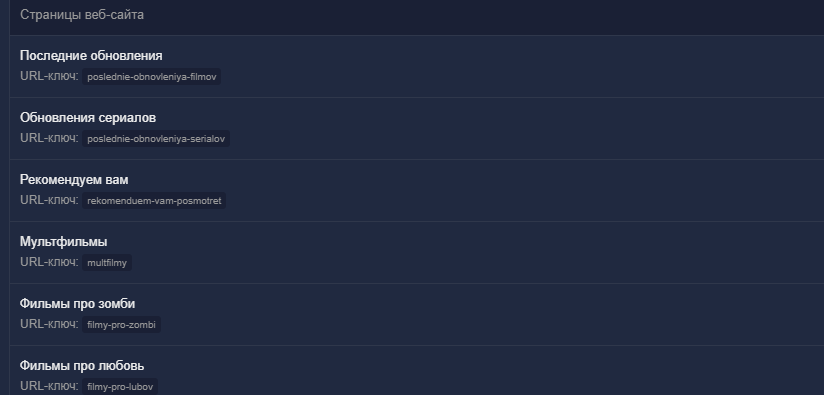 Страницы веб-сайта
Последние обновления
URL-ключ: poslednie-obnovleniya-filmov
Обновления сериалов
URL-ключ: poslednie-obnovleniya-serialov
Рекомендуем вам
URL-ключ: rekomenduem-vam-posmotret
Мультфильмы
URL-ключ: multfilmy
Фильмы про зомби
URL-ключ: filmy-pro-zombi
Фильмы про любовь
URL-ключ: filmy-pro-lubov